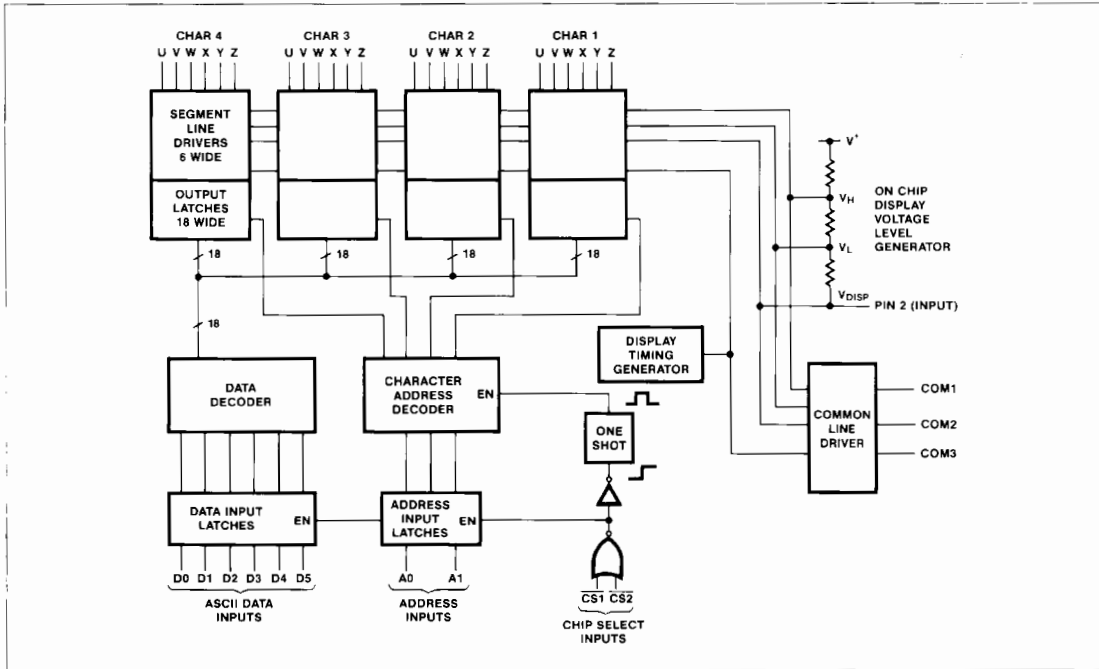 CHAR 4
CHAR 3
CHAR 2
CHAR 1
U V W X Y Z
U V W X Y Z
U V W X Y Z
U V W X Y Z
SEGMENT
LINE
DRIVERS
6 WIDE
OUTPUT
LATCHES
18 WIDE
V+
VH
VL
VDISP
ON CHIP
DISPLAY
VOLTAGE
LEVEL
GENERATOR
PIN 2 (INPUT)
18
18
18
18
18
DISPLAY
TIMING
GENERATOR
DATA
DECODER
CHARACTER
ADDRESS
DECODER
EN
ONE
SHOT
COMMON
LINE
DRIVER
COM1
COM2
COM3
DATA INPUT
LATCHES
EN
ADDRESS
INPUT
LATCHES
EN
D0 D1 D2 D3 D4 D5
ASCII DATA
INPUTS
A0 A1
ADDRESS
INPUTS
C̅S̅1̅ C̅S̅2̅
CHIP SELECT
INPUTS